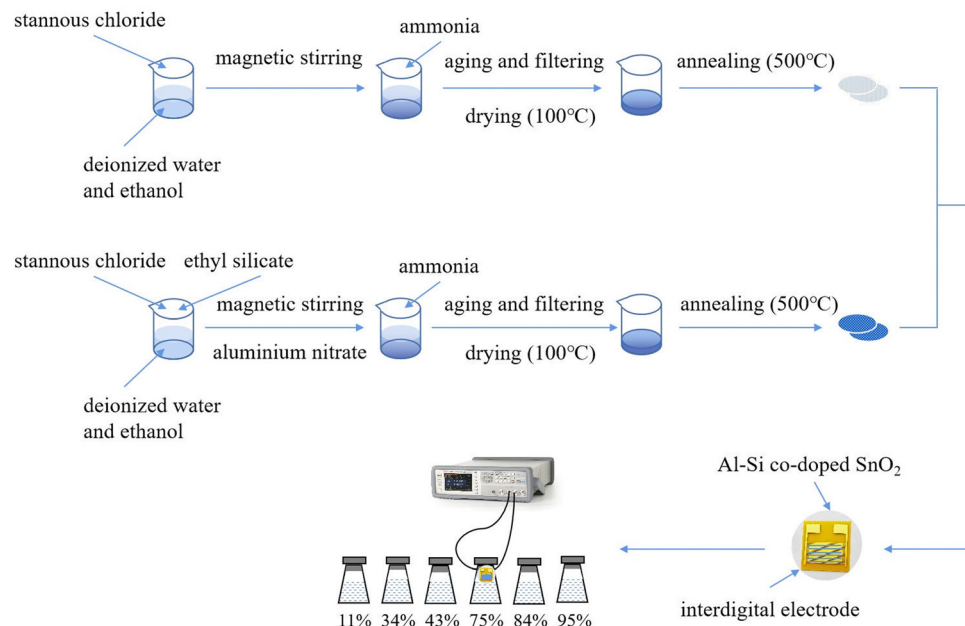 stannous chloride
ammonia
magnetic stirring
aging and filtering
annealing (500℃)
drying (100℃)
deionized water
and ethanol
stannous chloride
ethyl silicate
ammonia
magnetic stirring
aging and filtering
annealing (500℃)
aluminium nitrate
drying (100℃)
deionized water
and ethanol
Al-Si co-doped SnO₂
interdigital electrode
11% 34% 43% 75% 84% 95%